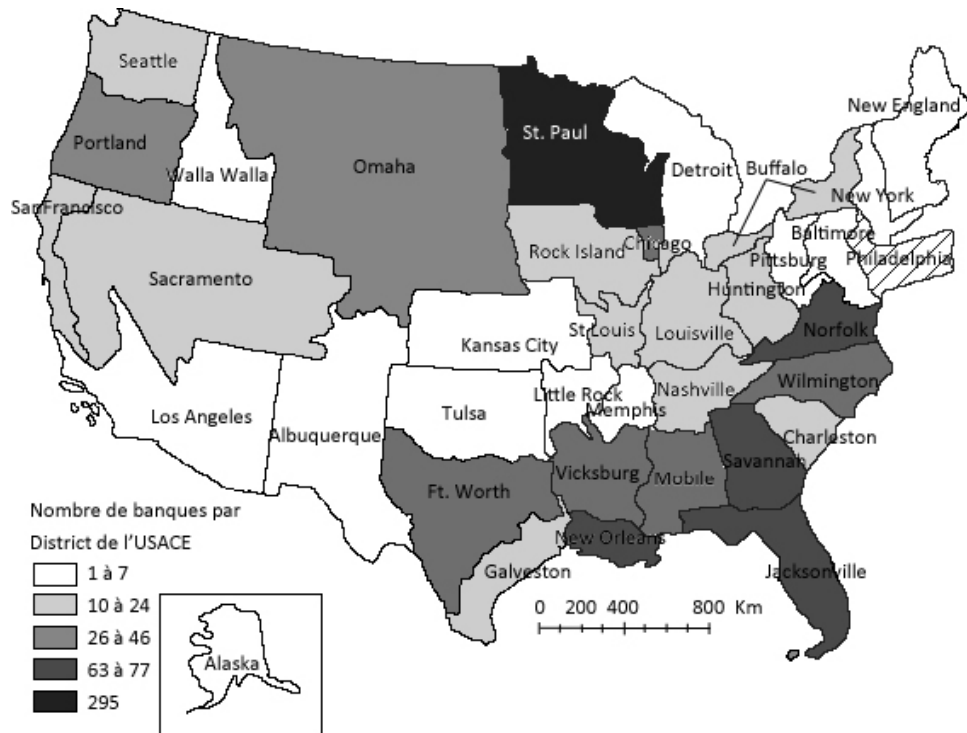 Seattle
New England
Portland
St. Paul
Omaha
Walla Walla
Detroit
Buffalo
New York
SanFrancisco
Baltimore
Chicago
Rock Island
Pittsburg
Philadelphia
Sacramento
Huntington
St Louis
Louisville
Norfolk
Kansas City
Wilmington
Nashville
Little Rock
Memphis
Los Angeles
Tulsa
Albuquerque
Charleston
Savannah
Vicksburg
Mobile
Ft. Worth
New Orleans
Galveston
Jacksonville
Nombre de banques par
District de l’USACE
1 à 7
10 à 24
26 à 46
63 à 77
295
Alaska
0 200 400 800 Km